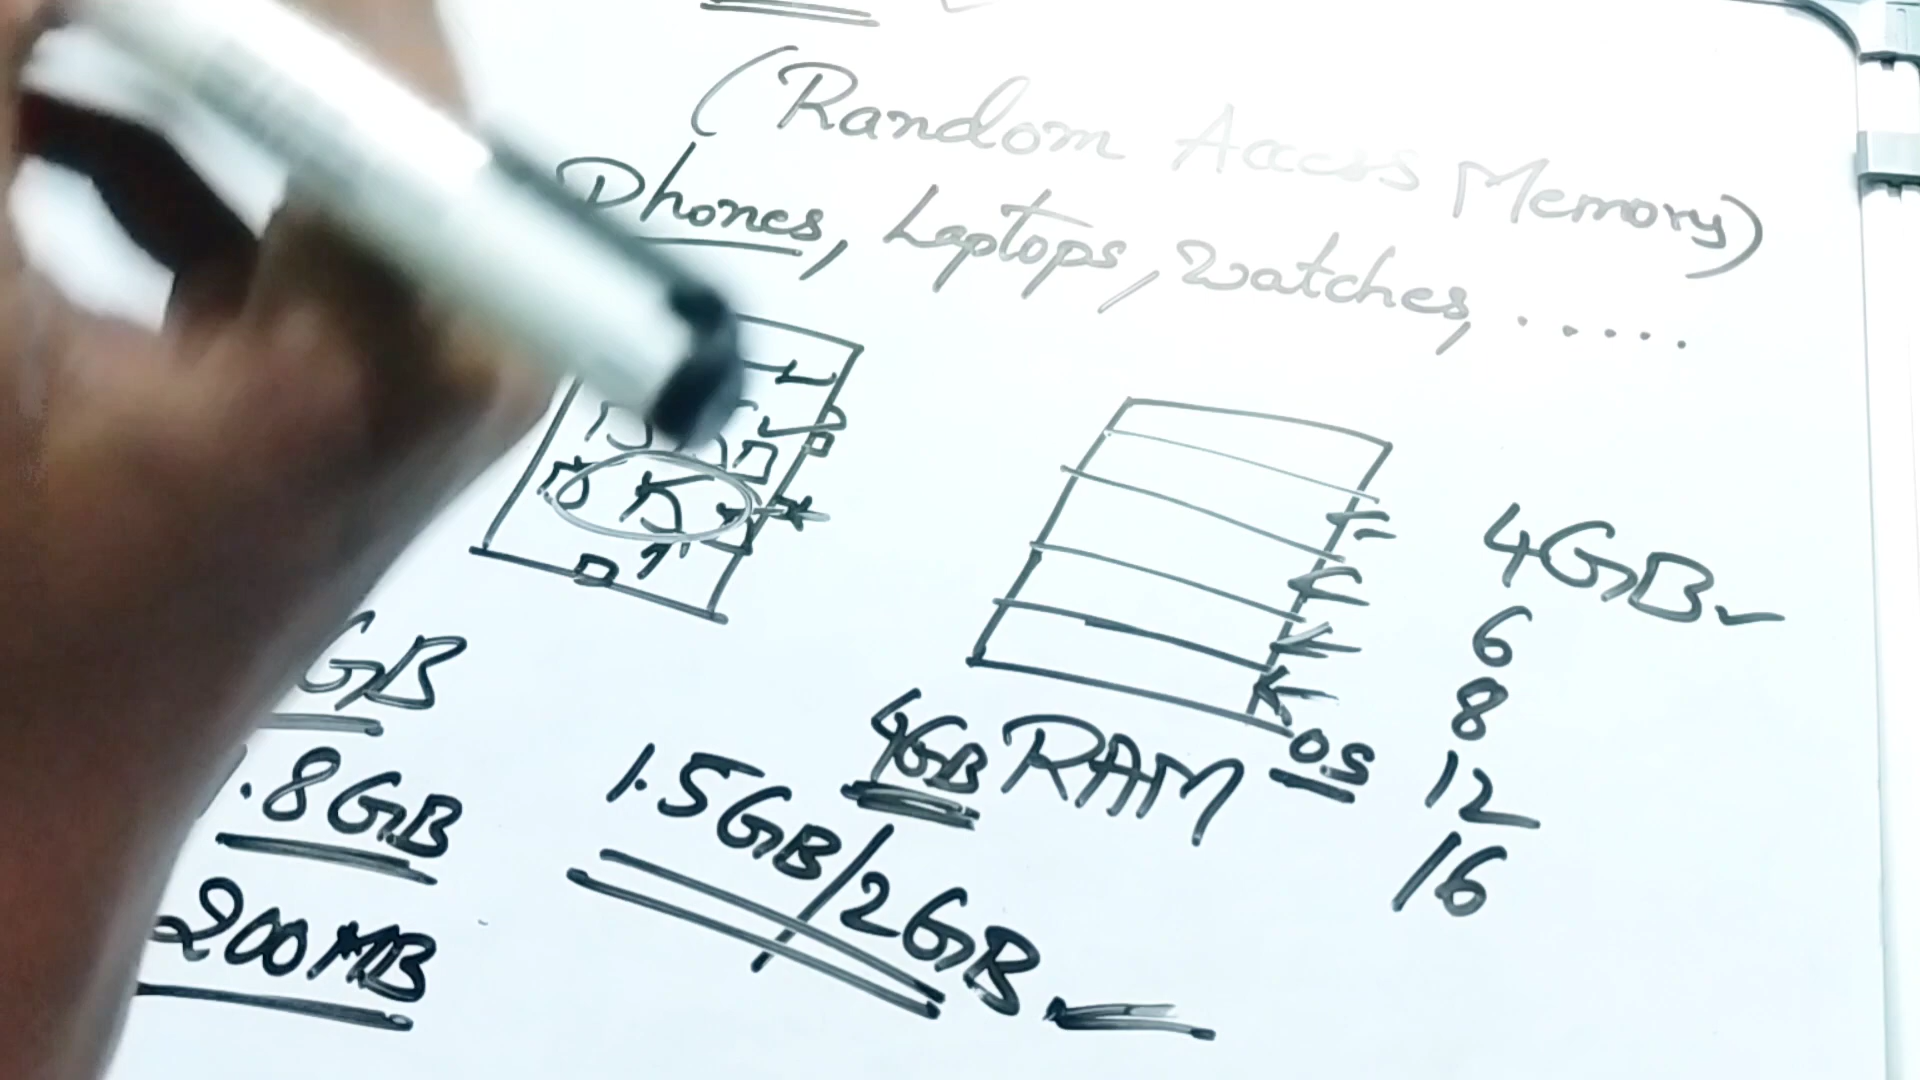 (Random Access Memory)
Phones, Laptops, Watches, .....
K
4GB
6
8
12
16
OS
4GB RAM
GB
.8GB
200MB
1.5GB/2GB